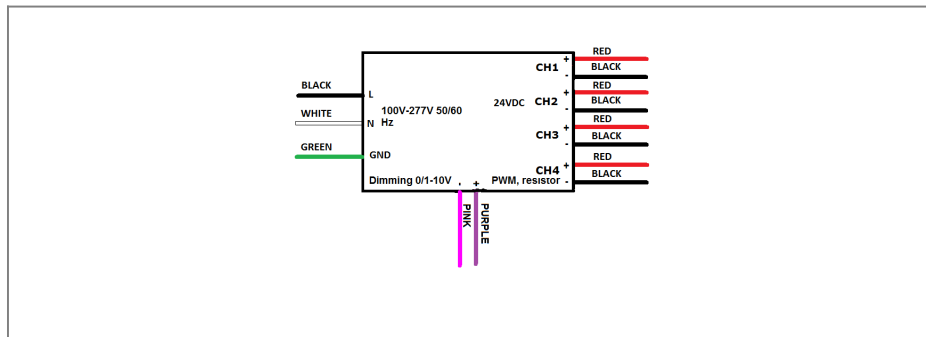 RED
+
CH1
BLACK
-
BLACK
L
RED
+
24VDC
CH2
BLACK
-
100V-277V 50/60
Hz
WHITE
N
RED
+
CH3
BLACK
-
GREEN
GND
RED
+
CH4
BLACK
-
Dimming 0/1-10V
- +
PWM, resistor
PINK
PURPLE